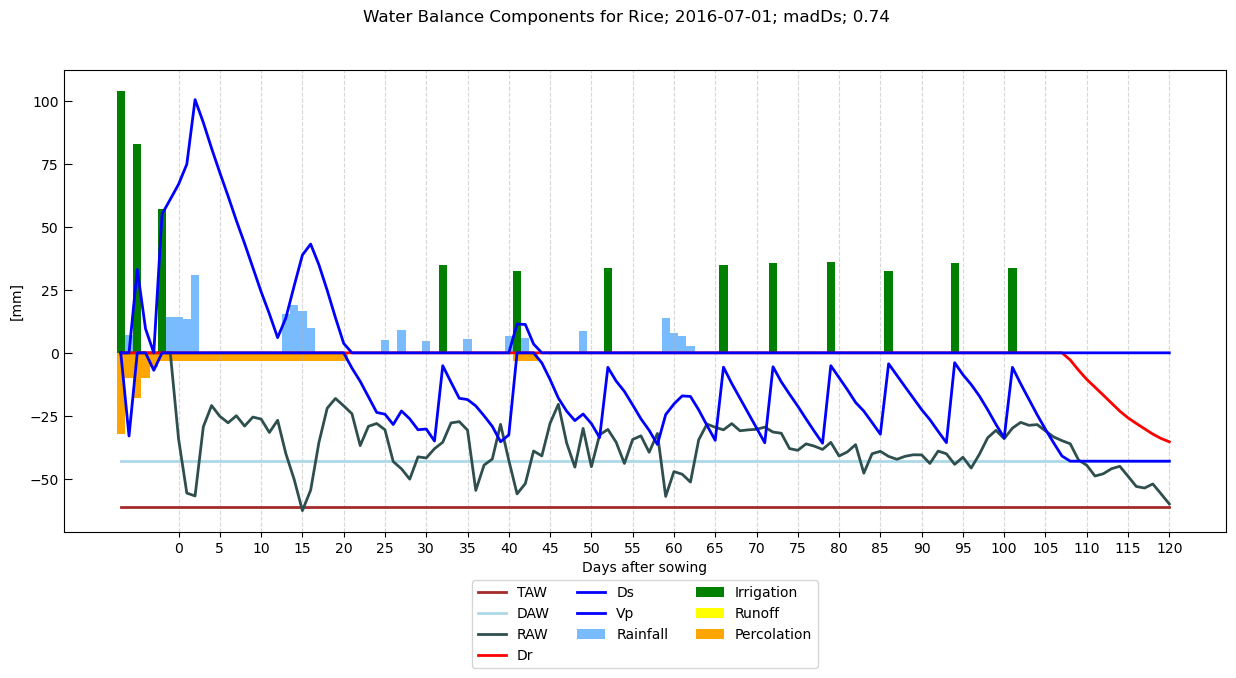 Water Balance Components for Rice; 2016-07-01; madDs; 0.74
100
75
50
25
0
−25
−50
[mm]
0 5 10 15 20 25 30 35 40 45 50 55 60 65 70 75 80 85 90 95 100 105 110 115 120
Days after sowing
TAW Ds Irrigation
DAW Vp Runoff
RAW Rainfall Percolation
Dr